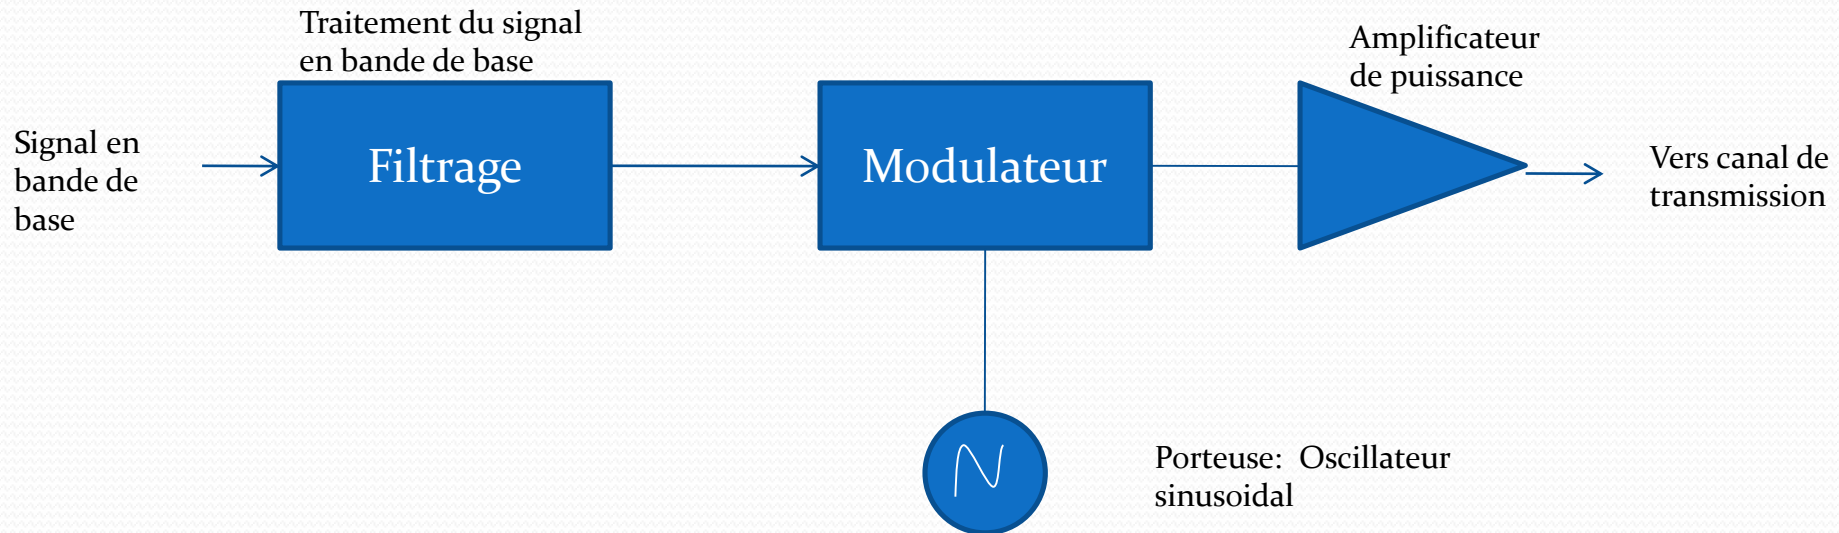 Traitement du signal
en bande de base
Amplificateur
de puissance
Signal en
bande de
base
Filtrage
Modulateur
Vers canal de
transmission
Porteuse: Oscillateur
sinusoidal